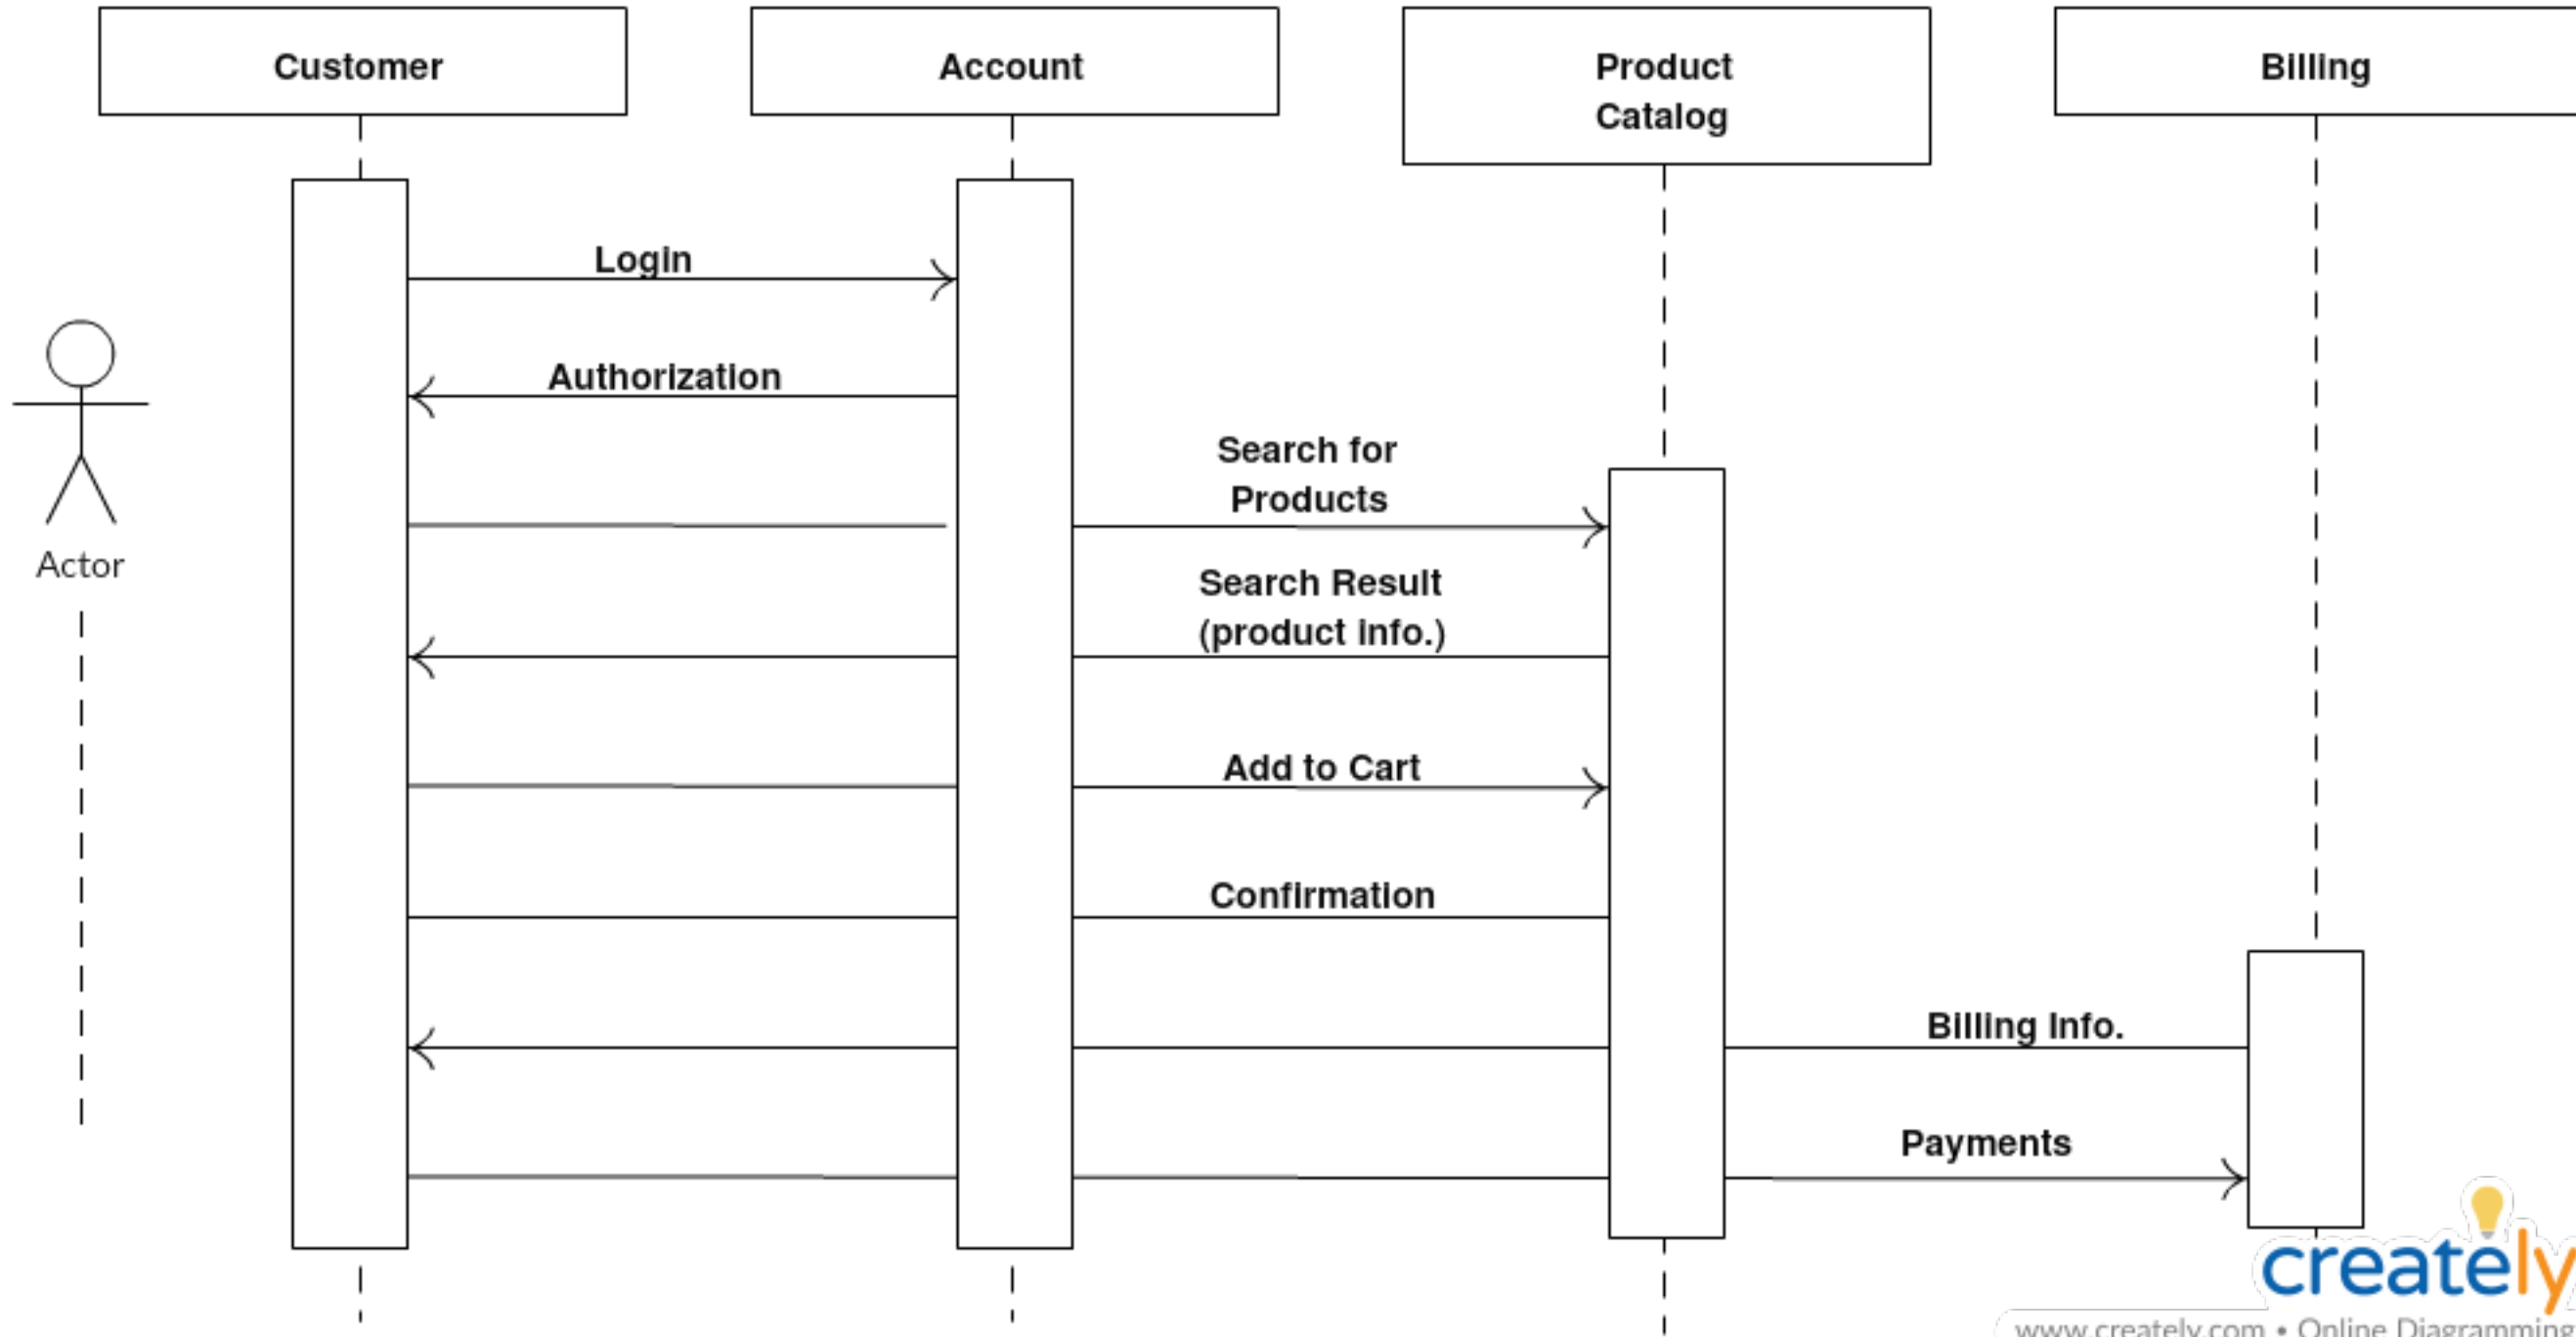 Customer
Account
Product
Catalog
Billing
Login
Authorization
Search for
Products
Actor
Search Result
(product info.)
Add to Cart
Confirmation
Billing Info.
Payments
creately
www.creately.com • Online Diagramming